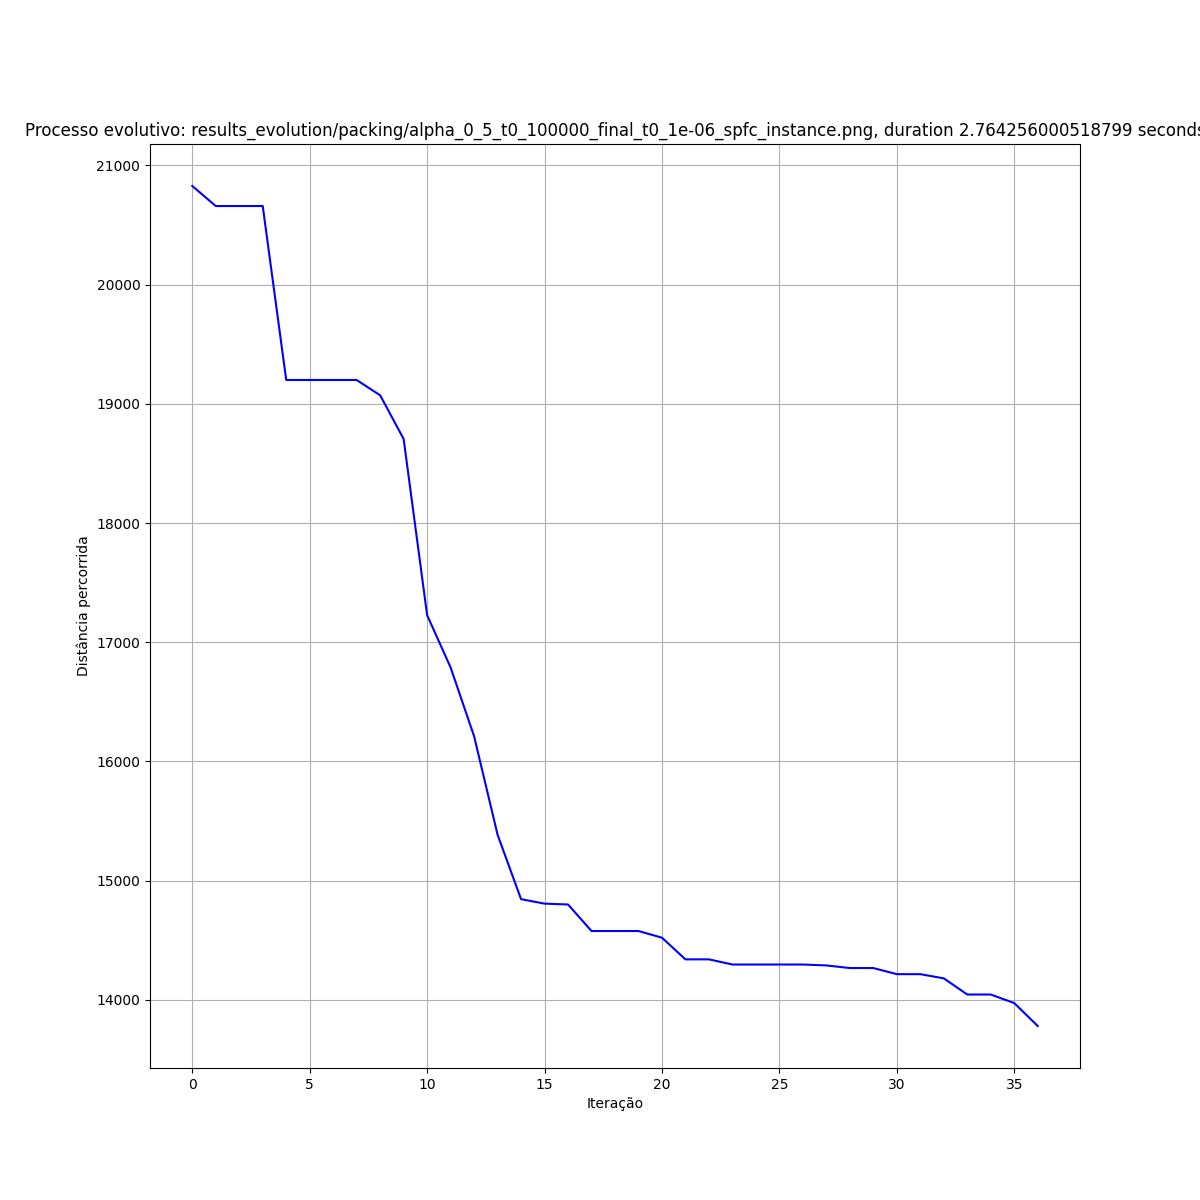 Processo evolutivo: results_evolution/packing/alpha_0_5_t0_100000_final_t0_1e-06_spfc_instance.png, duration 2.764256000518799 seconds
21000
20000
19000
18000
17000
16000
15000
14000
Distância percorrida
0 5 10 15 20 25 30 35
Iteração